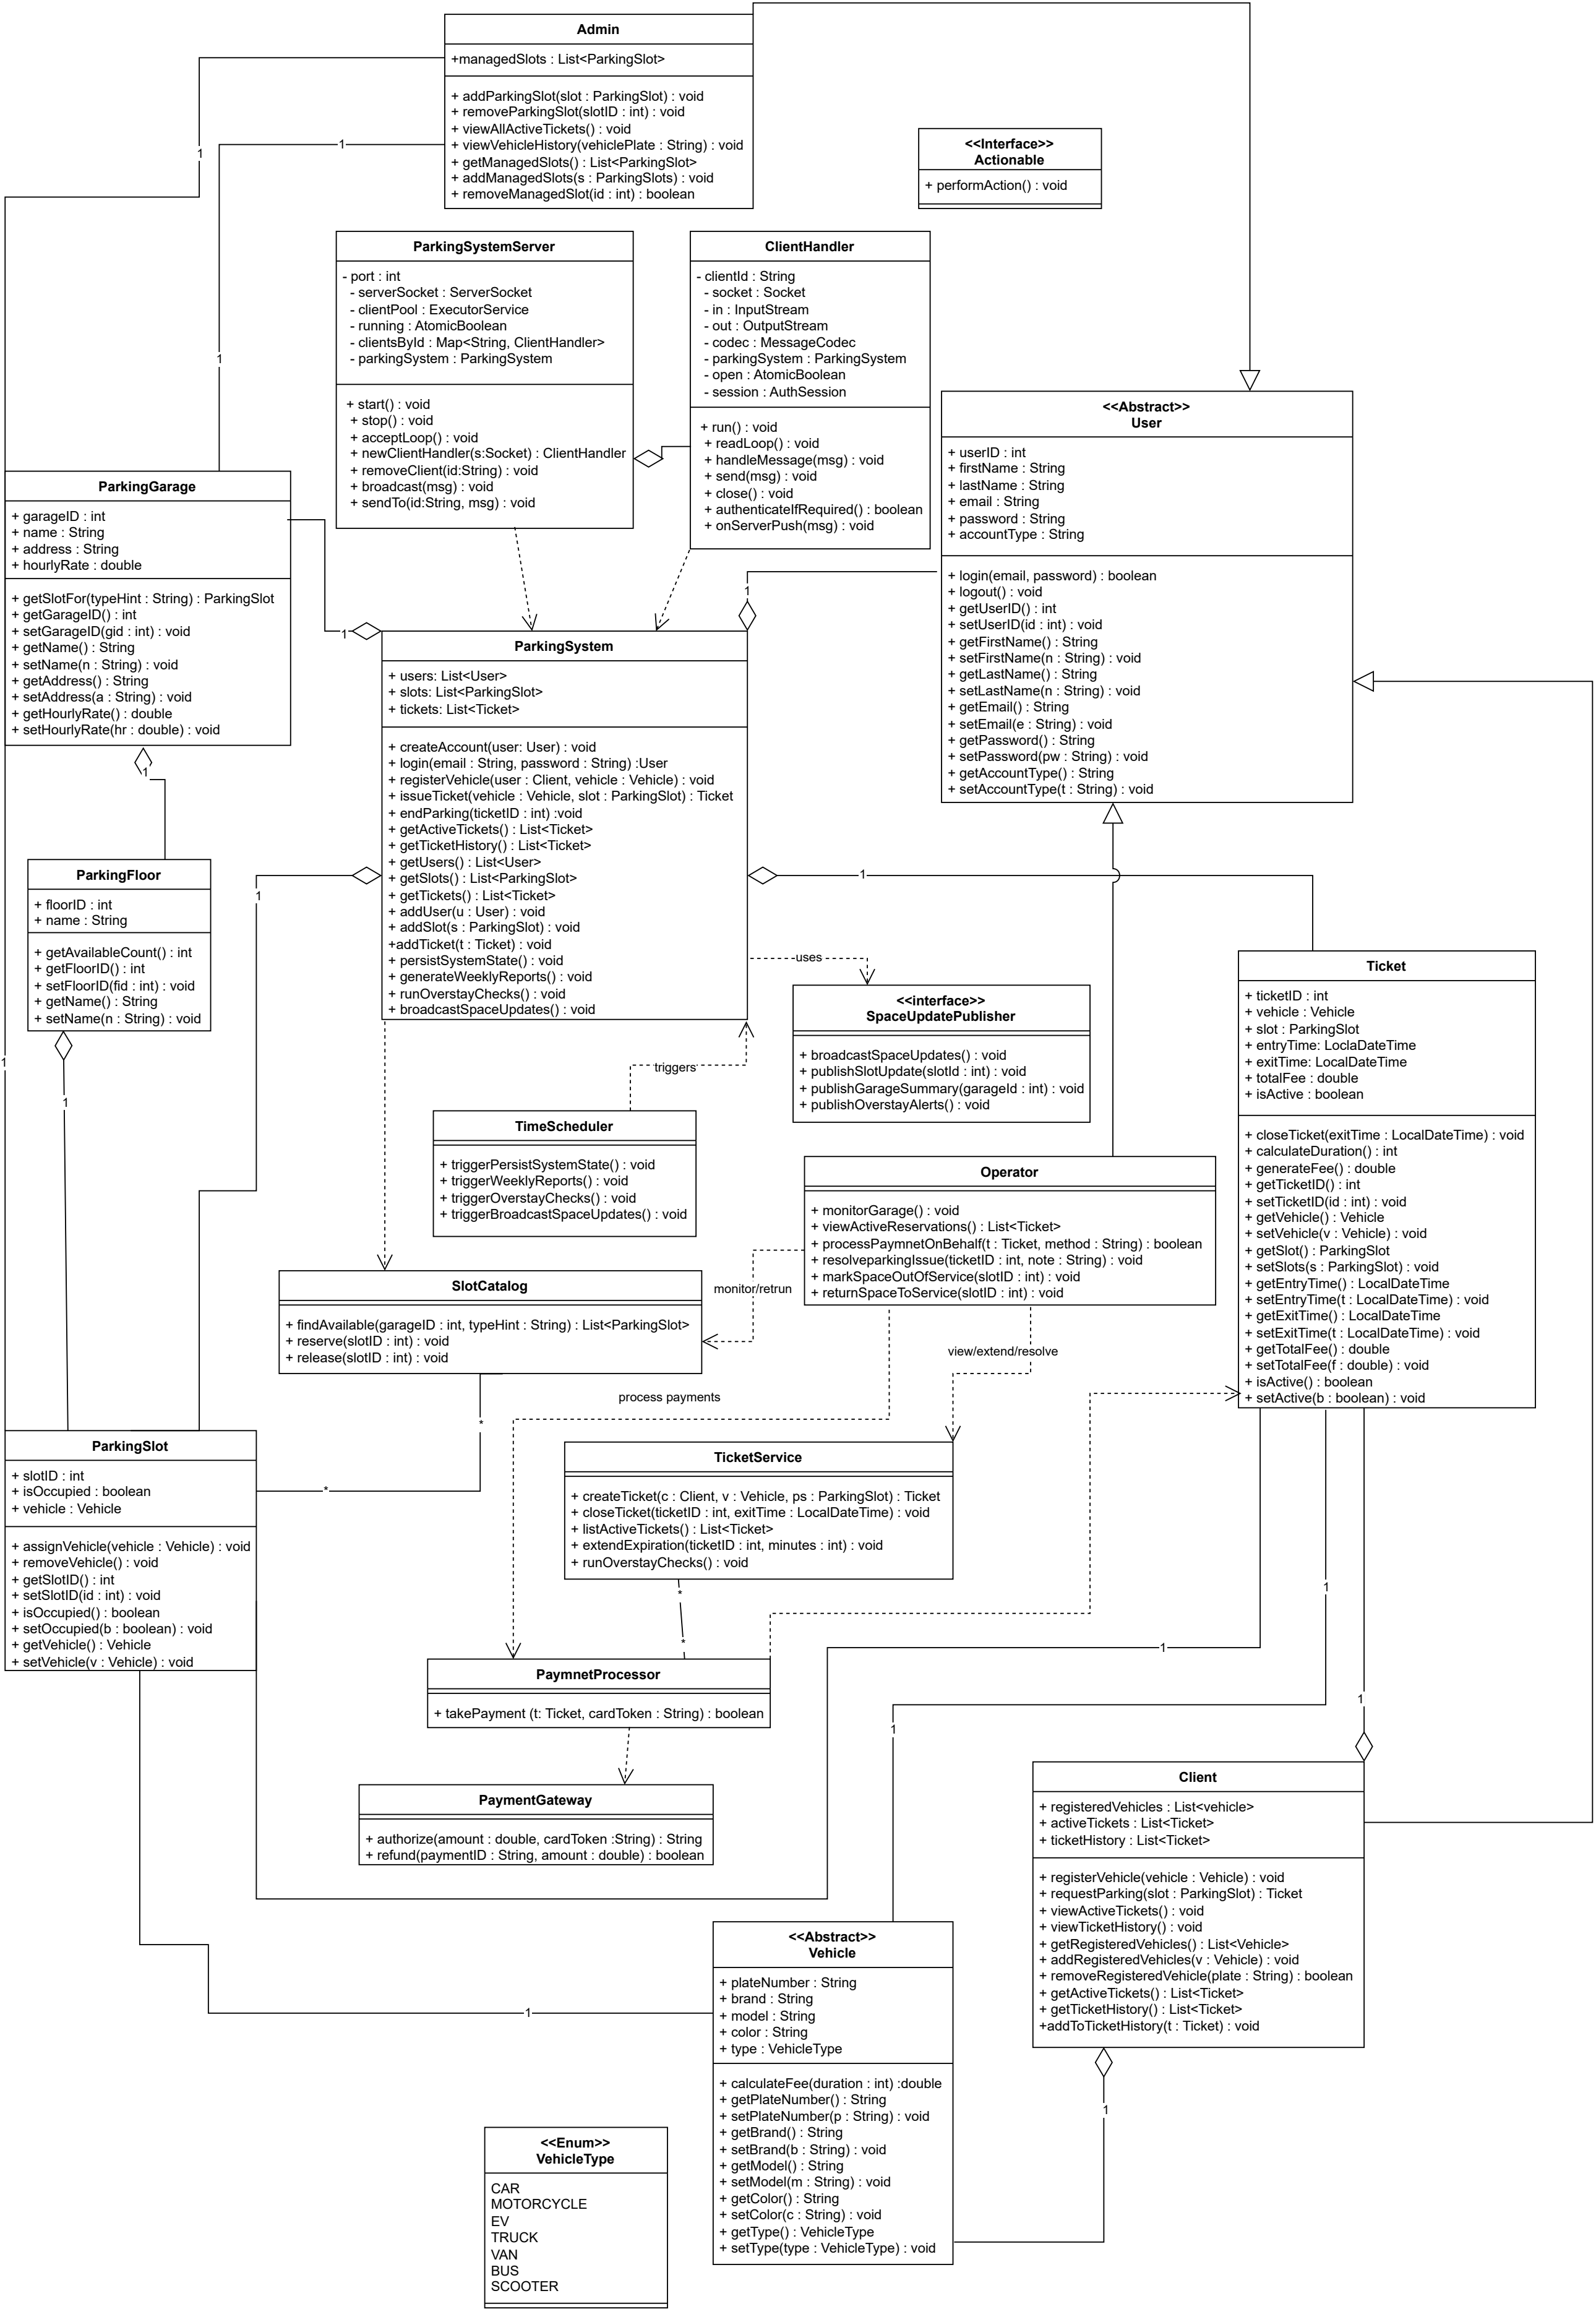 Admin
+managedSlots : List<ParkingSlot>
+ addParkingSlot(slot : ParkingSlot) : void
+ removeParkingSlot(slotID : int) : void
+ viewAllActiveTickets() : void
+ viewVehicleHistory(vehiclePlate : String) : void
+ getManagedSlots() : List<ParkingSlot>
+ addManagedSlots(s : ParkingSlots) : void
+ removeManagedSlot(id : int) : boolean
1
1
1
1
<<Interface>>
Actionable
+ performAction() : void
ParkingSystemServer
- port : int
- serverSocket : ServerSocket
- clientPool : ExecutorService
- running : AtomicBoolean
- clientsById : Map<String, ClientHandler>
- parkingSystem : ParkingSystem
+ start() : void
+ stop() : void
+ acceptLoop() : void
+ newClientHandler(s:Socket) : ClientHandler
+ removeClient(id:String) : void
+ broadcast(msg) : void
+ sendTo(id:String, msg) : void
ClientHandler
- clientId : String
- socket : Socket
- in : InputStream
- out : OutputStream
- codec : MessageCodec
- parkingSystem : ParkingSystem
- open : AtomicBoolean
- session : AuthSession
+ run() : void
+ readLoop() : void
+ handleMessage(msg) : void
+ send(msg) : void
+ close() : void
+ authenticateIfRequired() : boolean
+ onServerPush(msg) : void
<<Abstract>>
User
+ userID : int
+ firstName : String
+ lastName : String
+ email : String
+ password : String
+ accountType : String
+ login(email, password) : boolean
+ logout() : void
+ getUserID() : int
+ setUserID(id : int) : void
+ getFirstName() : String
+ setFirstName(n : String) : void
+ getLastName() : String
+ setLastName(n : String) : void
+ getEmail() : String
+ setEmail(e : String) : void
+ getPassword() : String
+ setPassword(pw : String) : void
+ getAccountType() : String
+ setAccountType(t : String) : void
ParkingGarage
+ garageID : int
+ name : String
+ address : String
+ hourlyRate : double
+ getSlotFor(typeHint : String) : ParkingSlot
+ getGarageID() : int
+ setGarageID(gid : int) : void
+ getName() : String
+ setName(n : String) : void
+ getAddress() : String
+ setAddress(a : String) : void
+ getHourlyRate() : double
+ setHourlyRate(hr : double) : void
1
1
1
ParkingSystem
+ users: List<User>
+ slots: List<ParkingSlot>
+ tickets: List<Ticket>
+ createAccount(user: User) : void
+ login(email : String, password : String) :User
+ registerVehicle(user : Client, vehicle : Vehicle) : void
+ issueTicket(vehicle : Vehicle, slot : ParkingSlot) : Ticket
+ endParking(ticketID : int) :void
+ getActiveTickets() : List<Ticket>
+ getTicketHistory() : List<Ticket>
+ getUsers() : List<User>
+ getSlots() : List<ParkingSlot>
+ getTickets() : List<Ticket>
+ addUser(u : User) : void
+ addSlot(s : ParkingSlot) : void
+addTicket(t : Ticket) : void
+ persistSystemState() : void
+ generateWeeklyReports() : void
+ runOverstayChecks() : void
+ broadcastSpaceUpdates() : void
1
1
ParkingFloor
+ floorID : int
+ name : String
+ getAvailableCount() : int
+ getFloorID() : int
+ setFloorID(fid : int) : void
+ getName() : String
+ setName(n : String) : void
1
uses
triggers
<<interface>>
SpaceUpdatePublisher
+ broadcastSpaceUpdates() : void
+ publishSlotUpdate(slotId : int) : void
+ publishGarageSummary(garageId : int) : void
+ publishOverstayAlerts() : void
Ticket
+ ticketID : int
+ vehicle : Vehicle
+ slot : ParkingSlot
+ entryTime: LoclaDateTime
+ exitTime: LocalDateTime
+ totalFee : double
+ isActive : boolean
+ closeTicket(exitTime : LocalDateTime) : void
+ calculateDuration() : int
+ generateFee() : double
+ getTicketID() : int
+ setTicketID(id : int) : void
+ getVehicle() : Vehicle
+ setVehicle(v : Vehicle) : void
+ getSlot() : ParkingSlot
+ setSlots(s : ParkingSlot) : void
+ getEntryTime() : LocalDateTime
+ setEntryTime(t : LocalDateTime) : void
+ getExitTime() : LocalDateTime
+ setExitTime(t : LocalDateTime) : void
+ getTotalFee() : double
+ setTotalFee(f : double) : void
+ isActive() : boolean
+ setActive(b : boolean) : void
TimeScheduler
+ triggerPersistSystemState() : void
+ triggerWeeklyReports() : void
+ triggerOverstayChecks() : void
+ triggerBroadcastSpaceUpdates() : void
Operator
+ monitorGarage() : void
+ viewActiveReservations() : List<Ticket>
+ processPaymnetOnBehalf(t : Ticket, method : String) : boolean
+ resolveparkingIssue(ticketID : int, note : String) : void
+ markSpaceOutOfService(slotID : int) : void
+ returnSpaceToService(slotID : int) : void
SlotCatalog
+ findAvailable(garageID : int, typeHint : String) : List<ParkingSlot>
+ reserve(slotID : int) : void
+ release(slotID : int) : void
monitor/retrun
view/extend/resolve
process payments
*
*
ParkingSlot
+ slotID : int
+ isOccupied : boolean
+ vehicle : Vehicle
+ assignVehicle(vehicle : Vehicle) : void
+ removeVehicle() : void
+ getSlotID() : int
+ setSlotID(id : int) : void
+ isOccupied() : boolean
+ setOccupied(b : boolean) : void
+ getVehicle() : Vehicle
+ setVehicle(v : Vehicle) : void
TicketService
+ createTicket(c : Client, v : Vehicle, ps : ParkingSlot) : Ticket
+ closeTicket(ticketID : int, exitTime : LocalDateTime) : void
+ listActiveTickets() : List<Ticket>
+ extendExpiration(ticketID : int, minutes : int) : void
+ runOverstayChecks() : void
*
*
1
1
1
1
PaymnetProcessor
+ takePayment (t: Ticket, cardToken : String) : boolean
PaymentGateway
+ authorize(amount : double, cardToken :String) : String
+ refund(paymentID : String, amount : double) : boolean
Client
+ registeredVehicles : List<vehicle>
+ activeTickets : List<Ticket>
+ ticketHistory : List<Ticket>
+ registerVehicle(vehicle : Vehicle) : void
+ requestParking(slot : ParkingSlot) : Ticket
+ viewActiveTickets() : void
+ viewTicketHistory() : void
+ getRegisteredVehicles() : List<Vehicle>
+ addRegisteredVehicles(v : Vehicle) : void
+ removeRegisteredVehicle(plate : String) : boolean
+ getActiveTickets() : List<Ticket>
+ getTicketHistory() : List<Ticket>
+addToTicketHistory(t : Ticket) : void
<<Abstract>>
Vehicle
+ plateNumber : String
+ brand : String
+ model : String
+ color : String
+ type : VehicleType
+ calculateFee(duration : int) :double
+ getPlateNumber() : String
+ setPlateNumber(p : String) : void
+ getBrand() : String
+ setBrand(b : String) : void
+ getModel() : String
+ setModel(m : String) : void
+ getColor() : String
+ setColor(c : String) : void
+ getType() : VehicleType
+ setType(type : VehicleType) : void
1
1
<<Enum>>
VehicleType
CAR
MOTORCYCLE
EV
TRUCK
VAN
BUS
SCOOTER